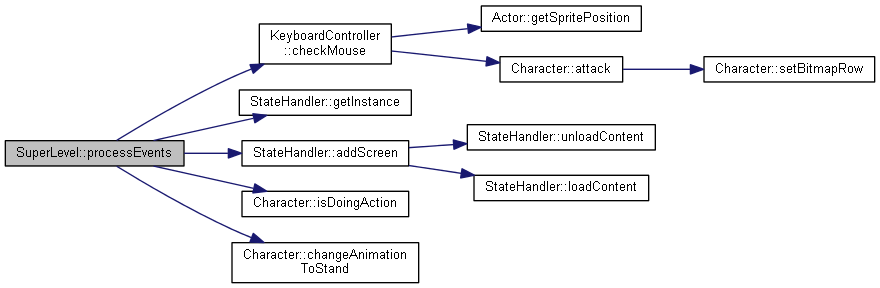 SuperLevel::processEvents
KeyboardController
::checkMouse
Actor::getSpritePosition
Character::attack
Character::setBitmapRow
StateHandler::getInstance
StateHandler::addScreen
StateHandler::unloadContent
StateHandler::loadContent
Character::isDoingAction
Character::changeAnimation
ToStand